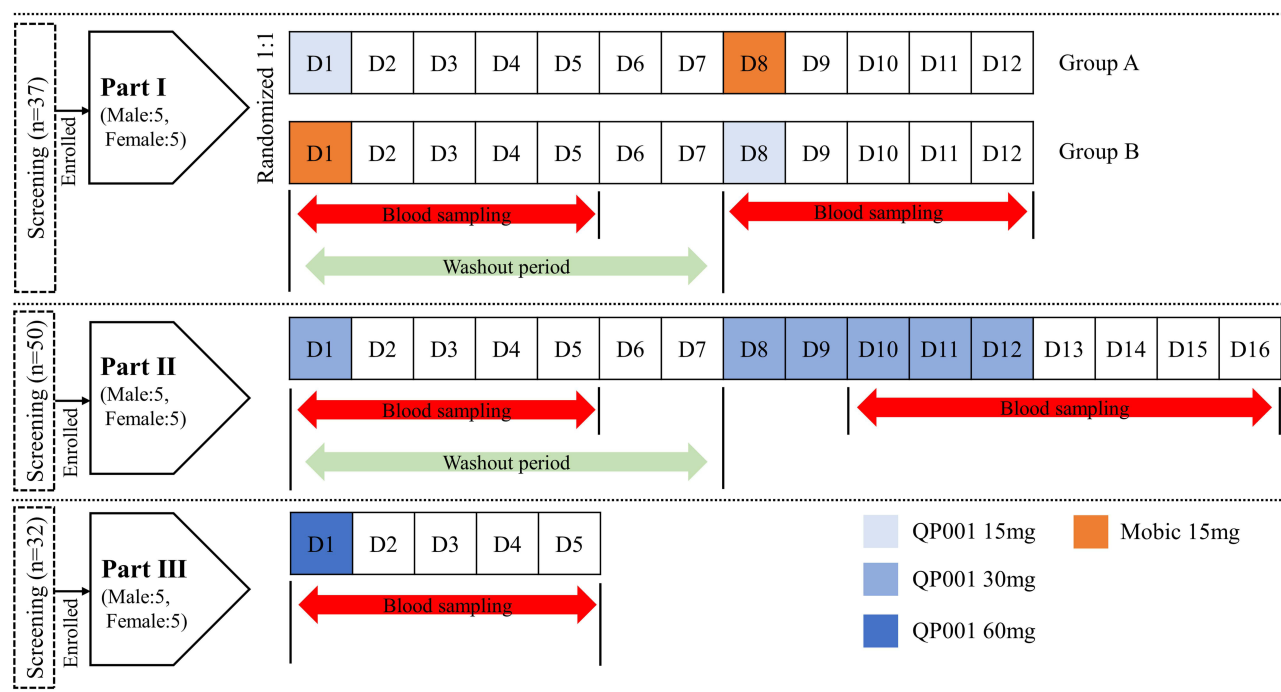 Screening (n=37)
Enrolled
Part I
(Male:5,
Female:5)
Randomized 1:1
D1 D2 D3 D4 D5 D6 D7 D8 D9 D10 D11 D12 Group A
D1 D2 D3 D4 D5 D6 D7 D8 D9 D10 D11 D12 Group B
Blood sampling Blood sampling
Washout period
Screening (n=50)
Enrolled
Part II
(Male:5,
Female:5)
D1 D2 D3 D4 D5 D6 D7 D8 D9 D10 D11 D12 D13 D14 D15 D16
Blood sampling Blood sampling
Washout period
Screening (n=32)
Enrolled
Part III
(Male:5,
Female:5)
D1 D2 D3 D4 D5
Blood sampling
QP001 15mg Mobic 15mg
QP001 30mg
QP001 60mg